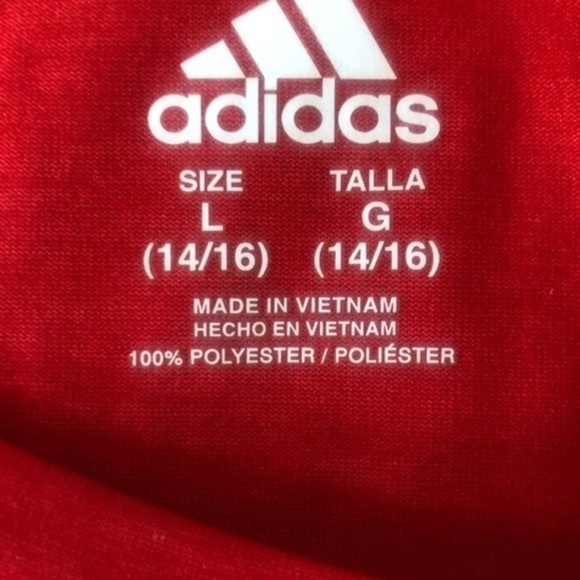 adidas
SIZE TALLA
L G
(14/16) (14/16)
MADE IN VIETNAM
HECHO EN VIETNAM
100% POLYESTER / POLIÉSTER